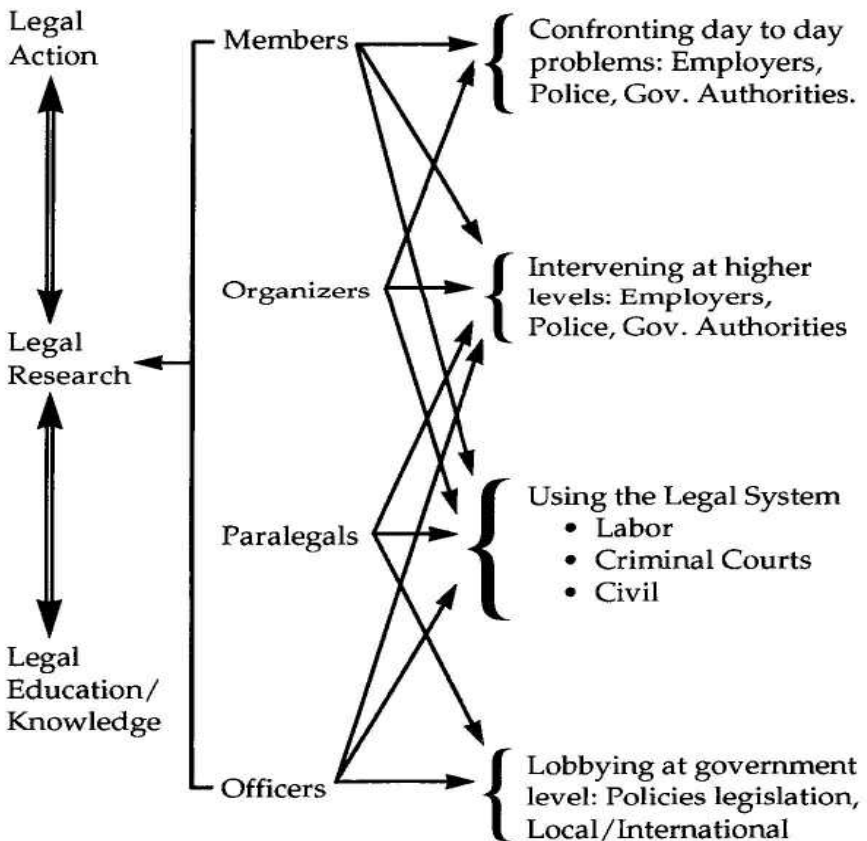 Legal
Action
Legal
Research
Legal
Education/
Knowledge
Members
Organizers
Paralegals
Officers
Confronting day to day
problems: Employers,
Police, Gov. Authorities.
Intervening at higher
levels: Employers,
Police, Gov. Authorities
Using the Legal System
• Labor
• Criminal Courts
• Civil
Lobbying at government
level: Policies legislation,
Local/International